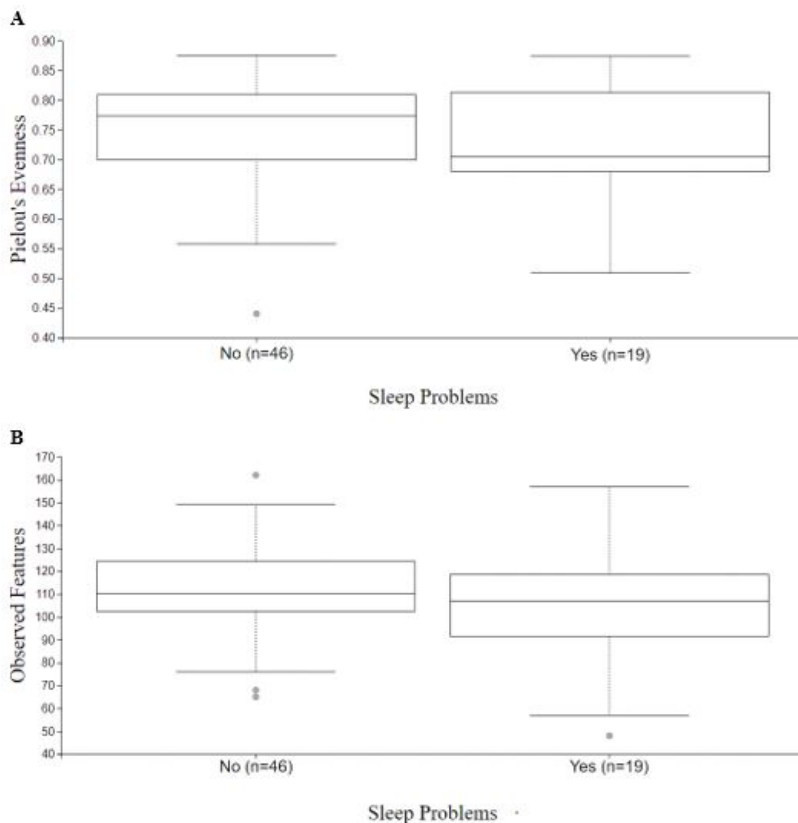 A
Pielou's Evenness
0.90
0.85
0.80
0.75
0.70
0.65
0.60
0.55
0.50
0.45
0.40
No (n=46)
Yes (n=19)
Sleep Problems
B
Observed Features
170
160
150
140
130
120
110
100
90
80
70
60
50
40
No (n=46)
Yes (n=19)
Sleep Problems